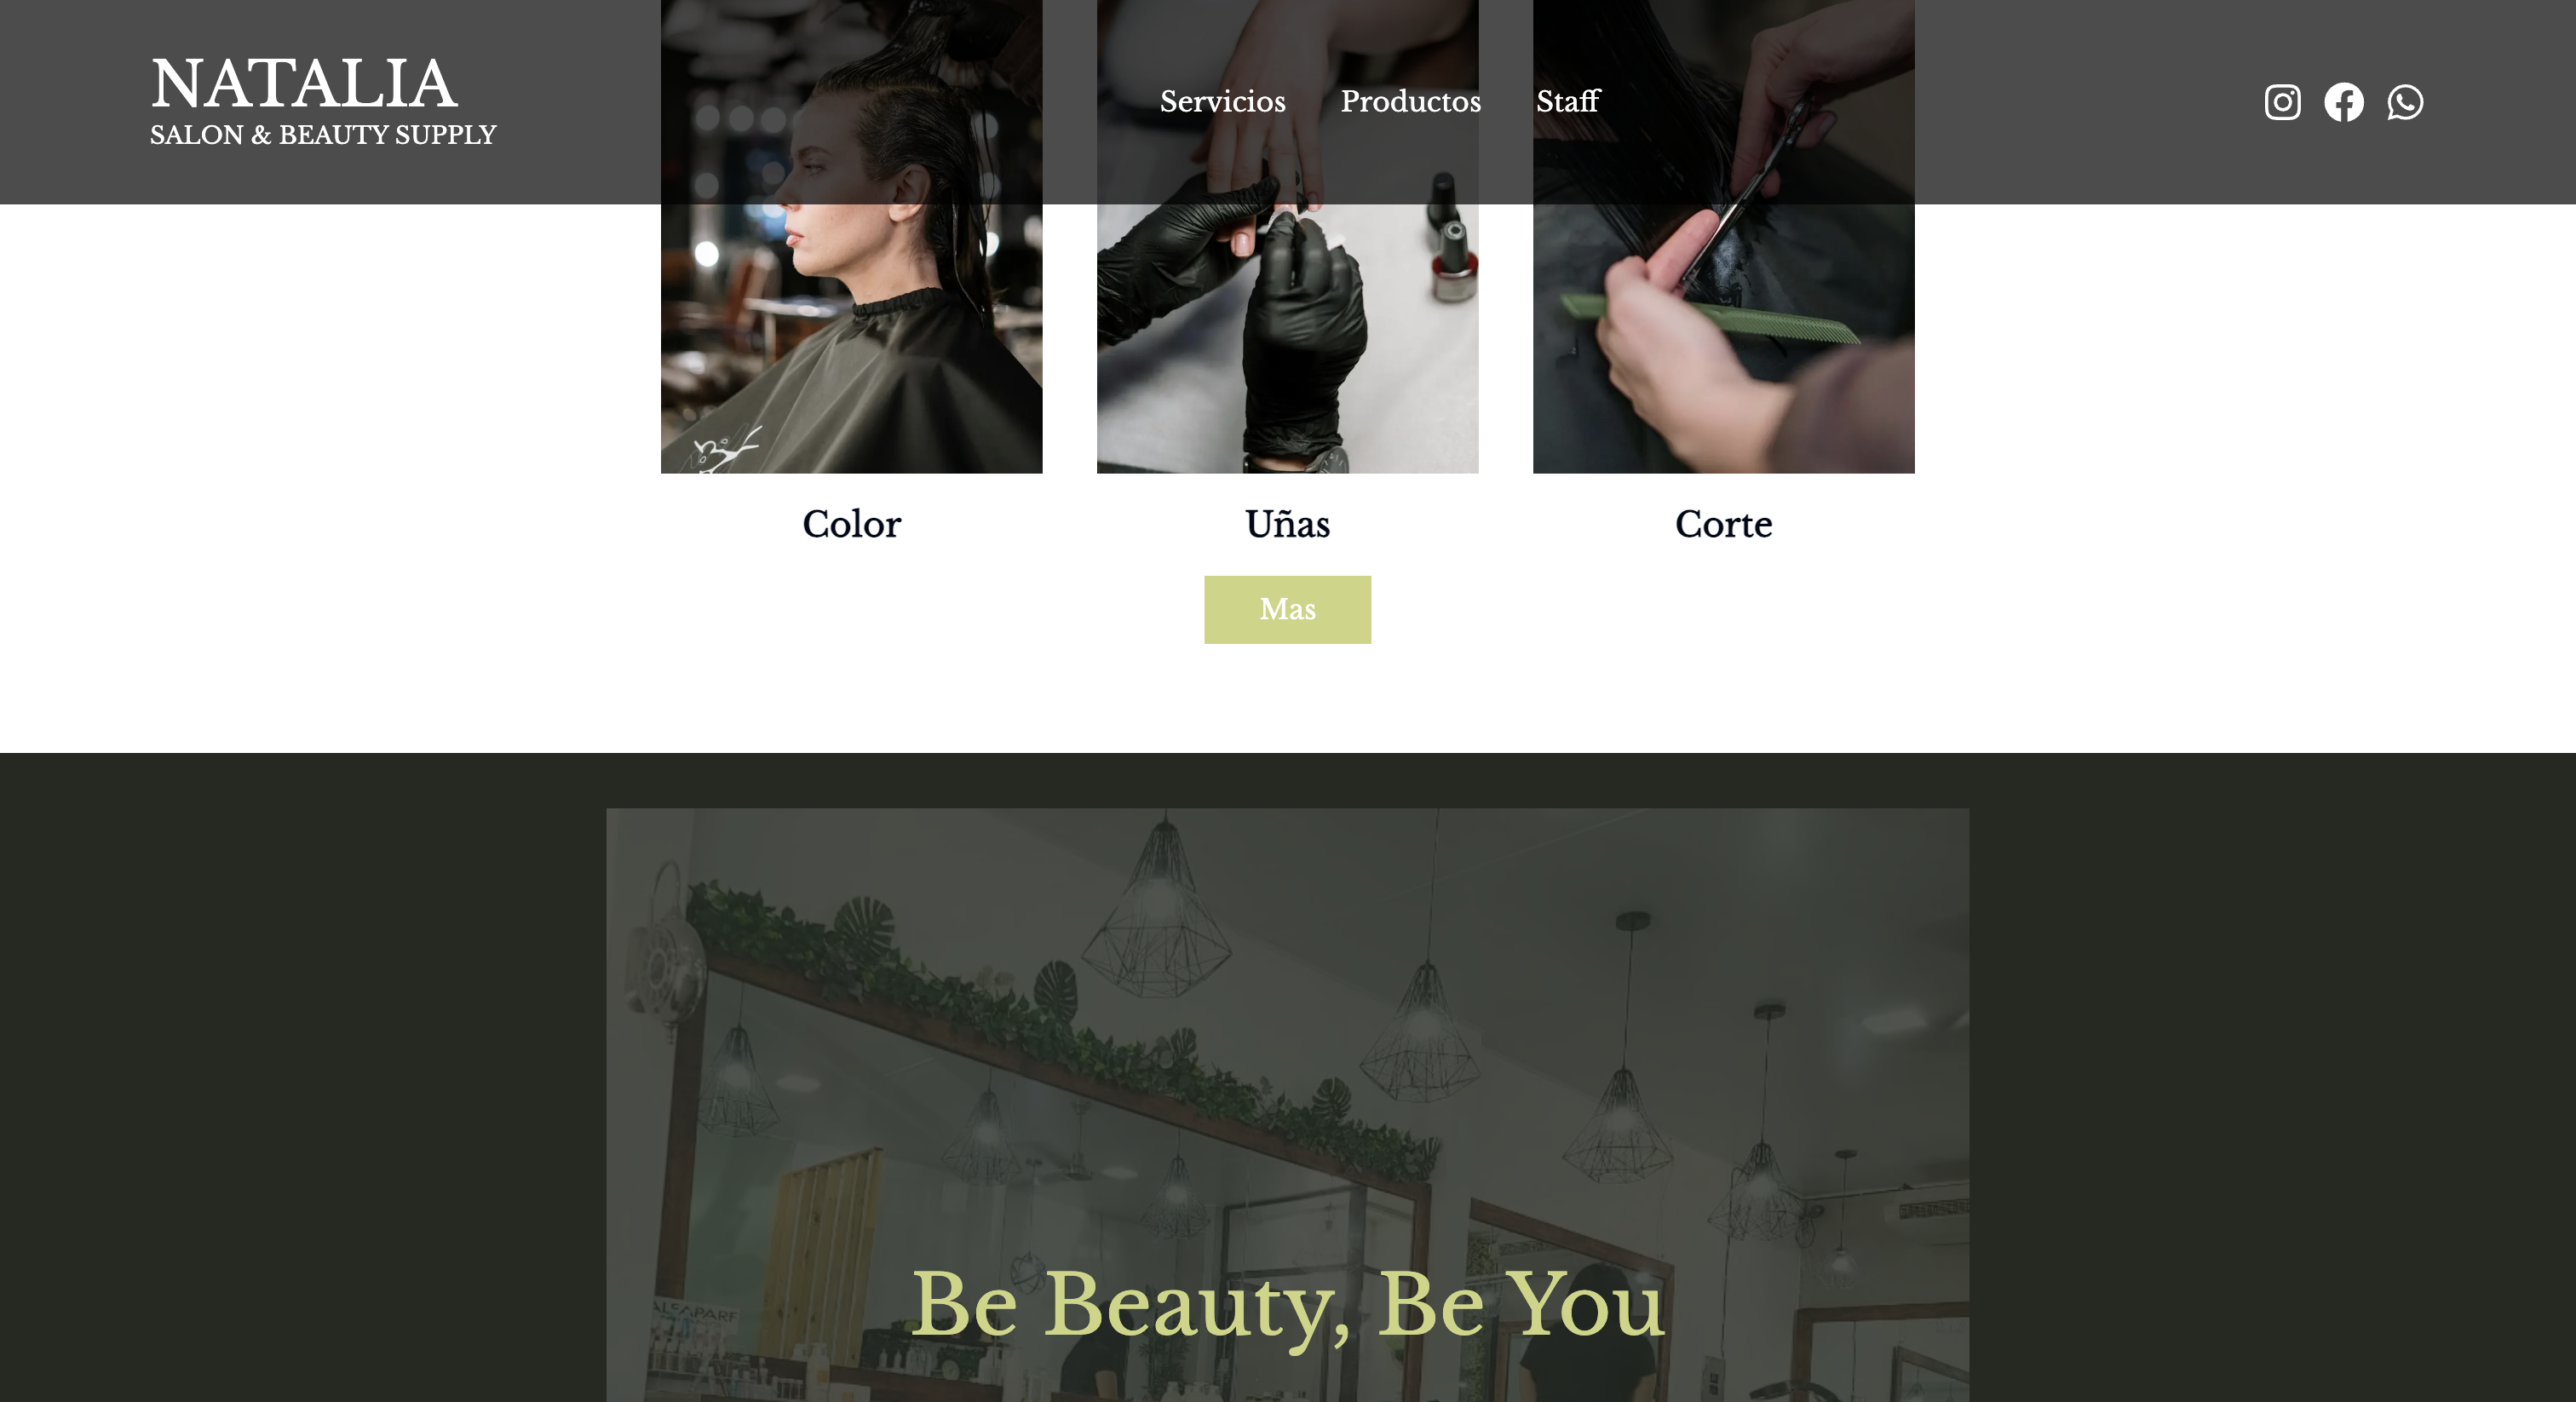 NATALIA
SALON & BEAUTY SUPPLY
Servicios Productos Staff
Color Uñas Corte
Mas
Be Beauty, Be You